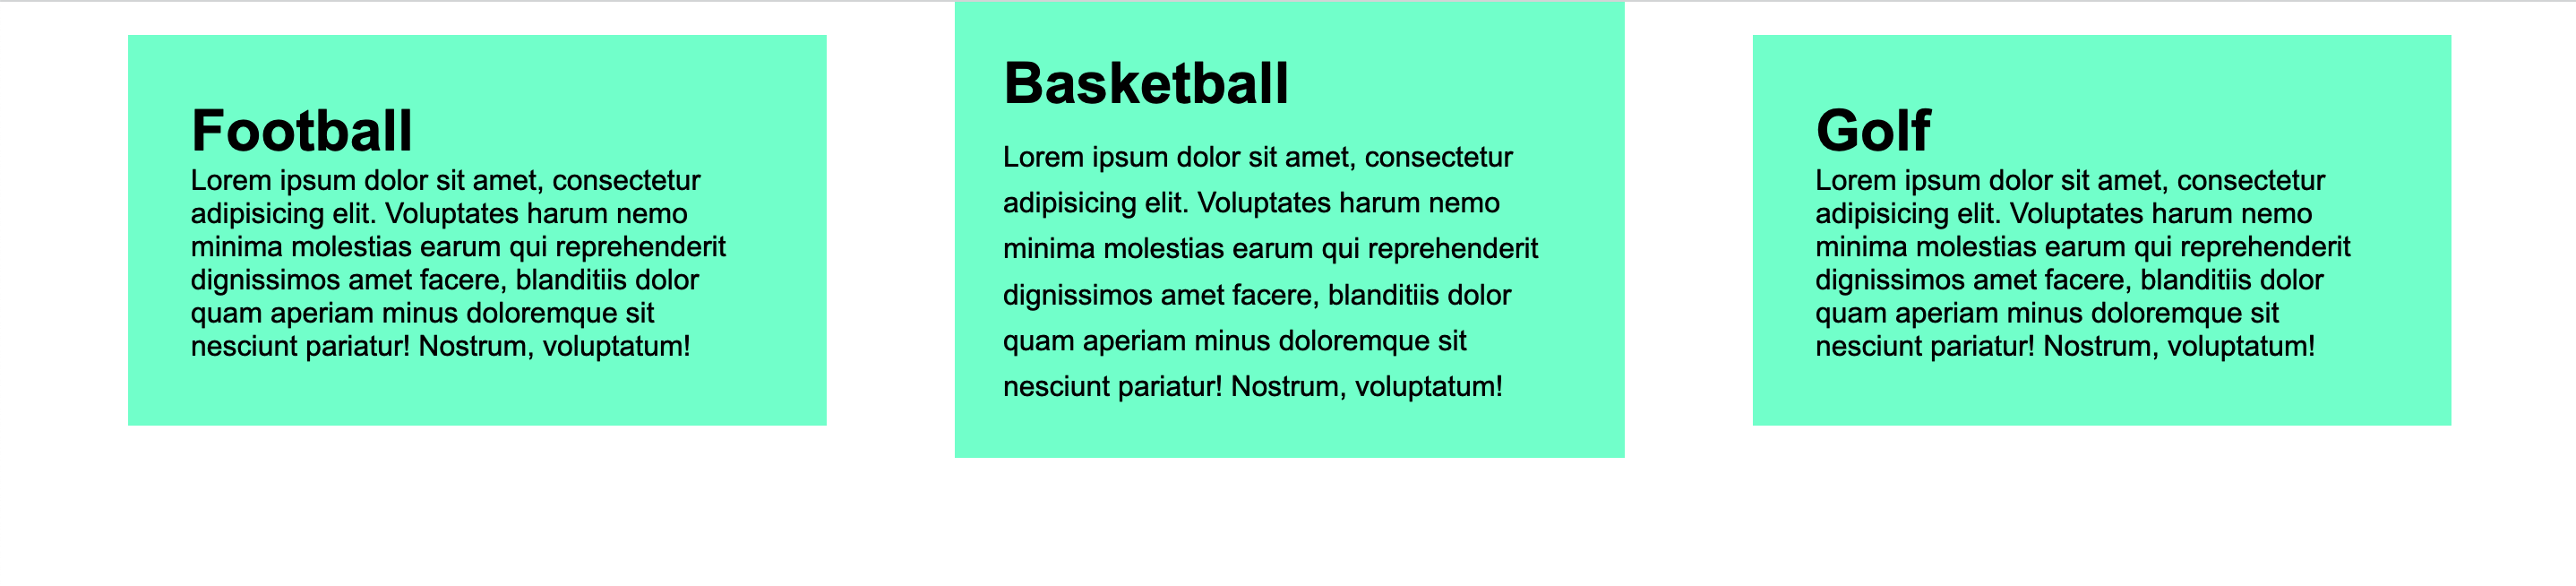 Football
Lorem ipsum dolor sit amet, consectetur
adipisicing elit. Voluptates harum nemo
minima molestias earum qui reprehenderit
dignissimos amet facere, blanditiis dolor
quam aperiam minus doloremque sit
nesciunt pariatur! Nostrum, voluptatum!
Basketball
Lorem ipsum dolor sit amet, consectetur
adipisicing elit. Voluptates harum nemo
minima molestias earum qui reprehenderit
dignissimos amet facere, blanditiis dolor
quam aperiam minus doloremque sit
nesciunt pariatur! Nostrum, voluptatum!
Golf
Lorem ipsum dolor sit amet, consectetur
adipisicing elit. Voluptates harum nemo
minima molestias earum qui reprehenderit
dignissimos amet facere, blanditiis dolor
quam aperiam minus doloremque sit
nesciunt pariatur! Nostrum, voluptatum!